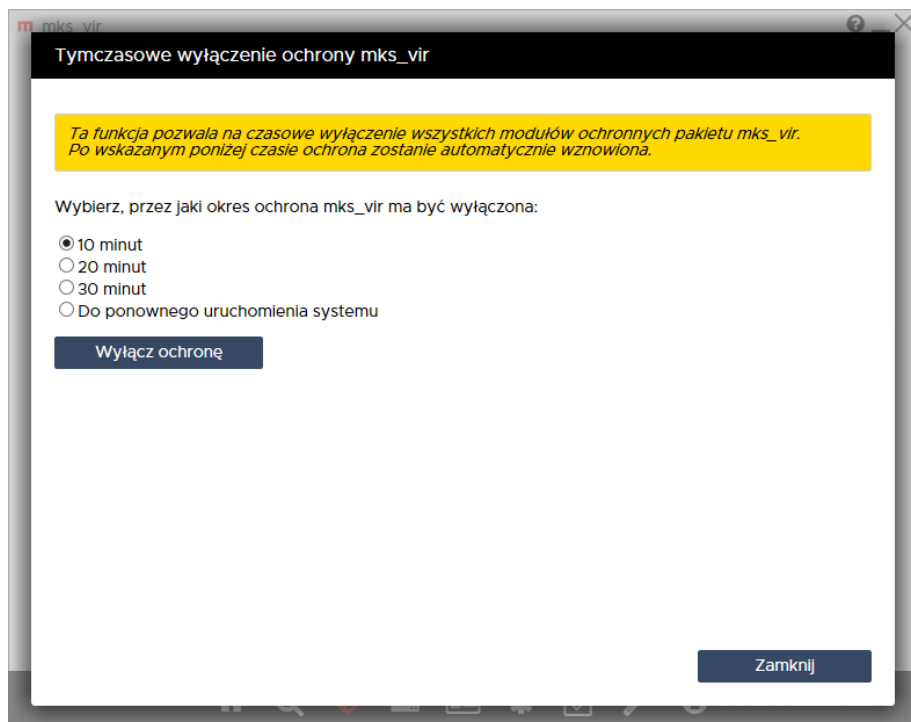 mks_vir
Tymczasowe wyłączenie ochrony mks_vir
Ta funkcja pozwala na czasowe wyłączenie wszystkich modułów ochronnych pakietu mks_vir.
Po wskazanym poniżej czasie ochrona zostanie automatycznie wznowiona.
Wybierz, przez jaki okres ochrona mks_vir ma być wyłączona:
10 minut
20 minut
30 minut
Do ponownego uruchomienia systemu
Wyłącz ochronę
Zamknij